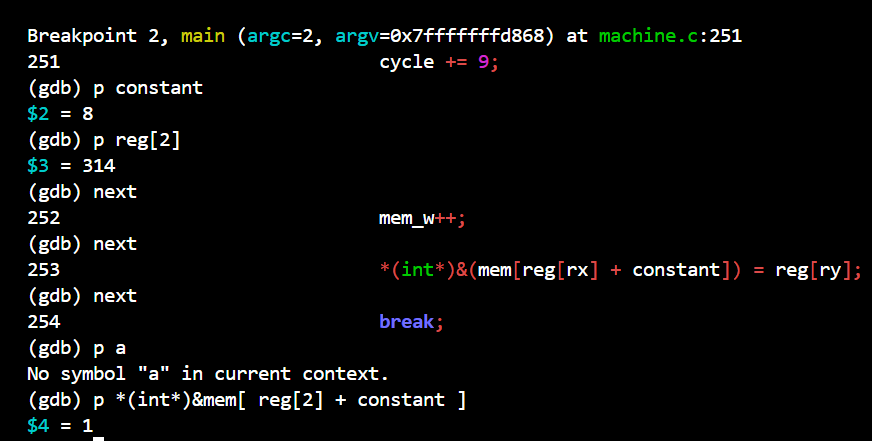 Breakpoint 2, main (argc=2, argv=0x7fffffffd868) at machine.c:251
251                             cycle += 9;
(gdb) p constant
$2 = 8
(gdb) p reg[2]
$3 = 314
(gdb) next
252                             mem_w++;
(gdb) next
253                             *(int*)&(mem[reg[rx] + constant]) = reg[ry];
(gdb) next
254                             break;
(gdb) p a
No symbol "a" in current context.
(gdb) p *(int*)&mem[ reg[2] + constant ]
$4 = 1